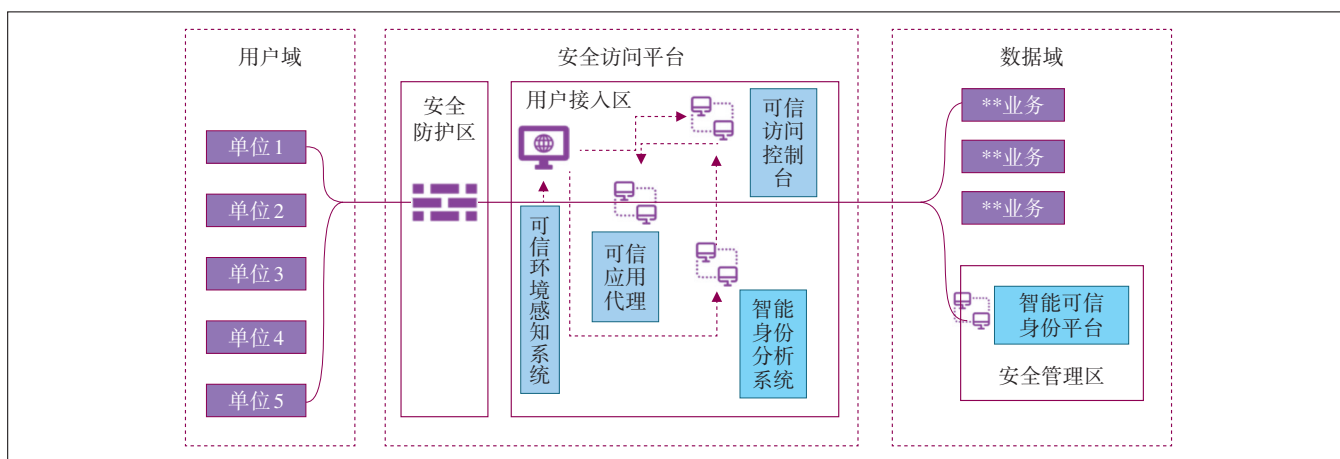 用户域
单位1
单位2
单位3
单位4
单位5
安全访问平台
安全
防护区
用户接入区
可信
访问
控制
台
可
信
环
境
感
知
系
统
可信
应用
代理
智能
身份
分析
系统
数据域
**业务
**业务
**业务
智能可信
身份平台
安全管理区